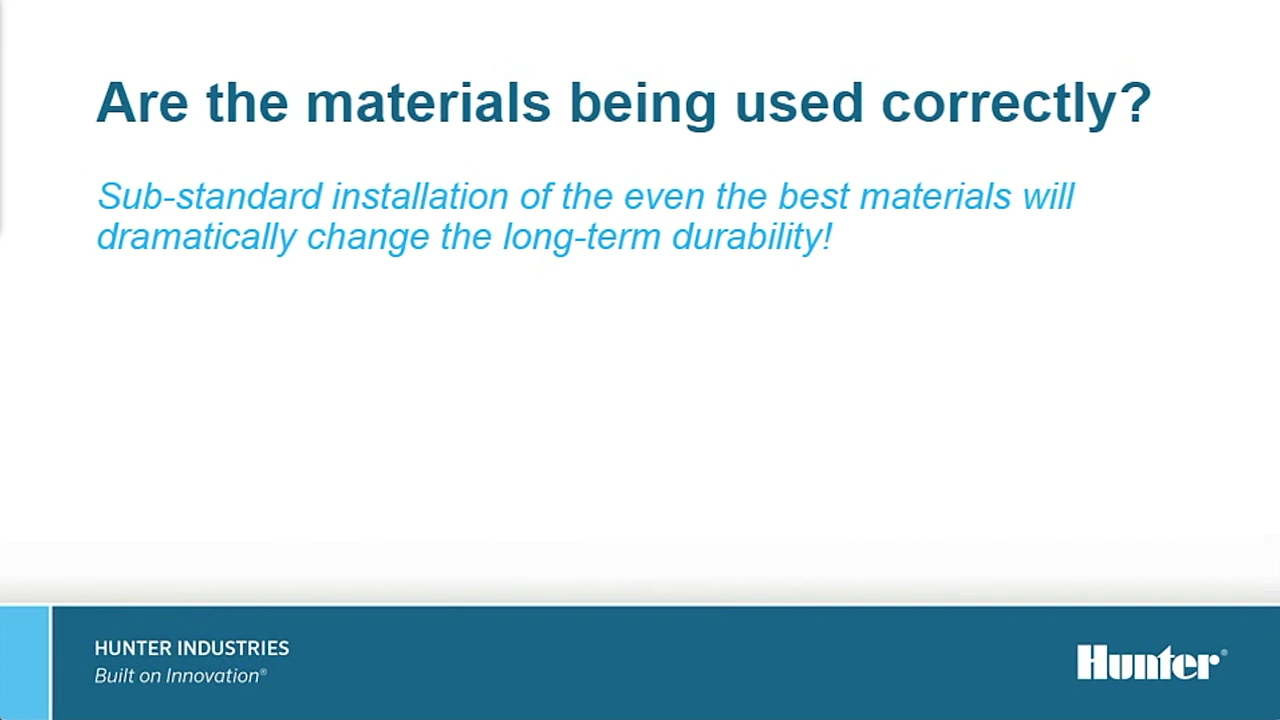 Are the materials being used correctly?
Sub-standard installation of the even the best materials will
dramatically change the long-term durability!
HUNTER INDUSTRIES
Built on Innovation®
Hunter®